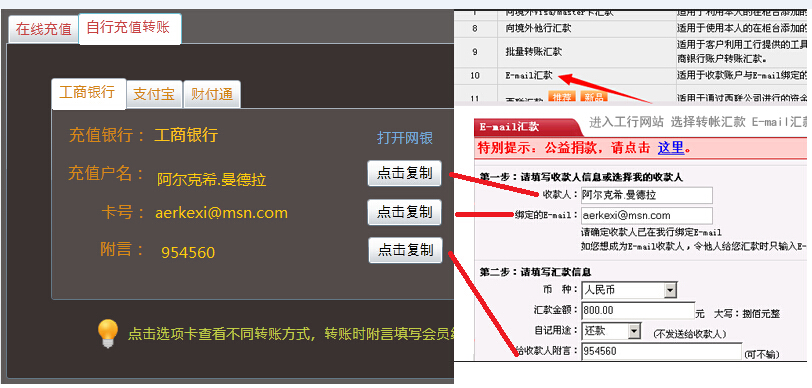 在线充值
自行充值转账
工商银行
支付宝
财付通
充值银行：
工商银行
打开网银
充值户名：
阿尔克希.曼德拉
点击复制
卡号：
aerkexi@msn.com
点击复制
附言：
954560
点击复制
点击选项卡查看不同转账方式，转账时附言填写会员
7
向境外Visa/Master卡汇款
适用于利用本人的在柜台添加的
8
向境外他行汇款
适用于使用本人的在柜台添加的
9
批量转账汇款
适用于客户利用工行提供的工具
商银行账户转账汇款。
10
E-mail汇款
适用于收款账户与E-mail绑定的
11
西联汇款
推荐
新品
适用于通过西联公司进行的资金
E-mail汇款
进入工行网站 选择转帐汇款 E-mail汇
特别提示：公益捐款，请点击 这里。
第一步：请填写收款人信息或选择我的收款人
收款人：
阿尔克希.曼德拉
绑定的E-mail：
aerkexi@msn.com
请确定收款人已在我行绑定E-mail
如您想成为E-mail收款人，令他人给您汇款时只输入E-
第二步：请填写汇款信息
币 种：
人民币
汇款金额：
800.00
元 大写：捌佰元整
自记用途：
还款
(不发送给收款人)
给收款人附言：
954560
(可不输)